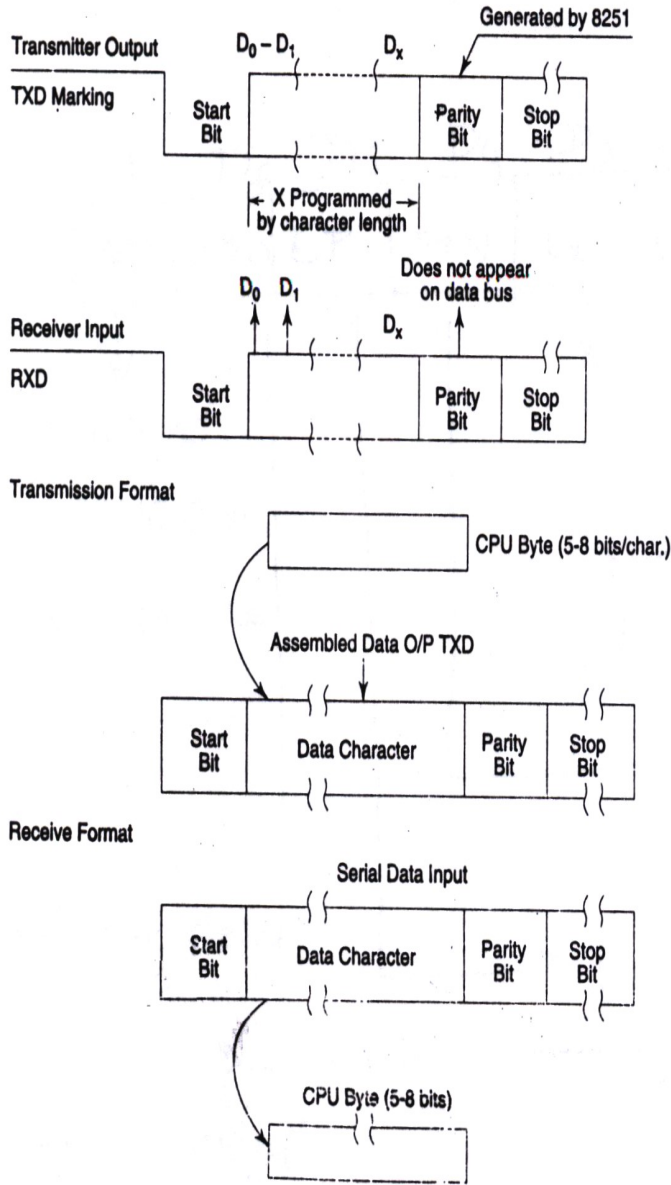 Generated by 8251
Transmitter Output
D₀ – D₁
Dₓ
TXD Marking
Start
Bit
Parity
Bit
Stop
Bit
X Programmed
by character length
Does not appear
on data bus
D₀ D₁
Receiver Input
Dₓ
RXD
Start
Bit
Parity
Bit
Stop
Bit
Transmission Format
CPU Byte (5-8 bits/char.)
Assembled Data O/P TXD
Start
Bit
Data Character
Parity
Bit
Stop
Bit
Receive Format
Serial Data Input
Start
Bit
Data Character
Parity
Bit
Stop
Bit
CPU Byte (5-8 bits)